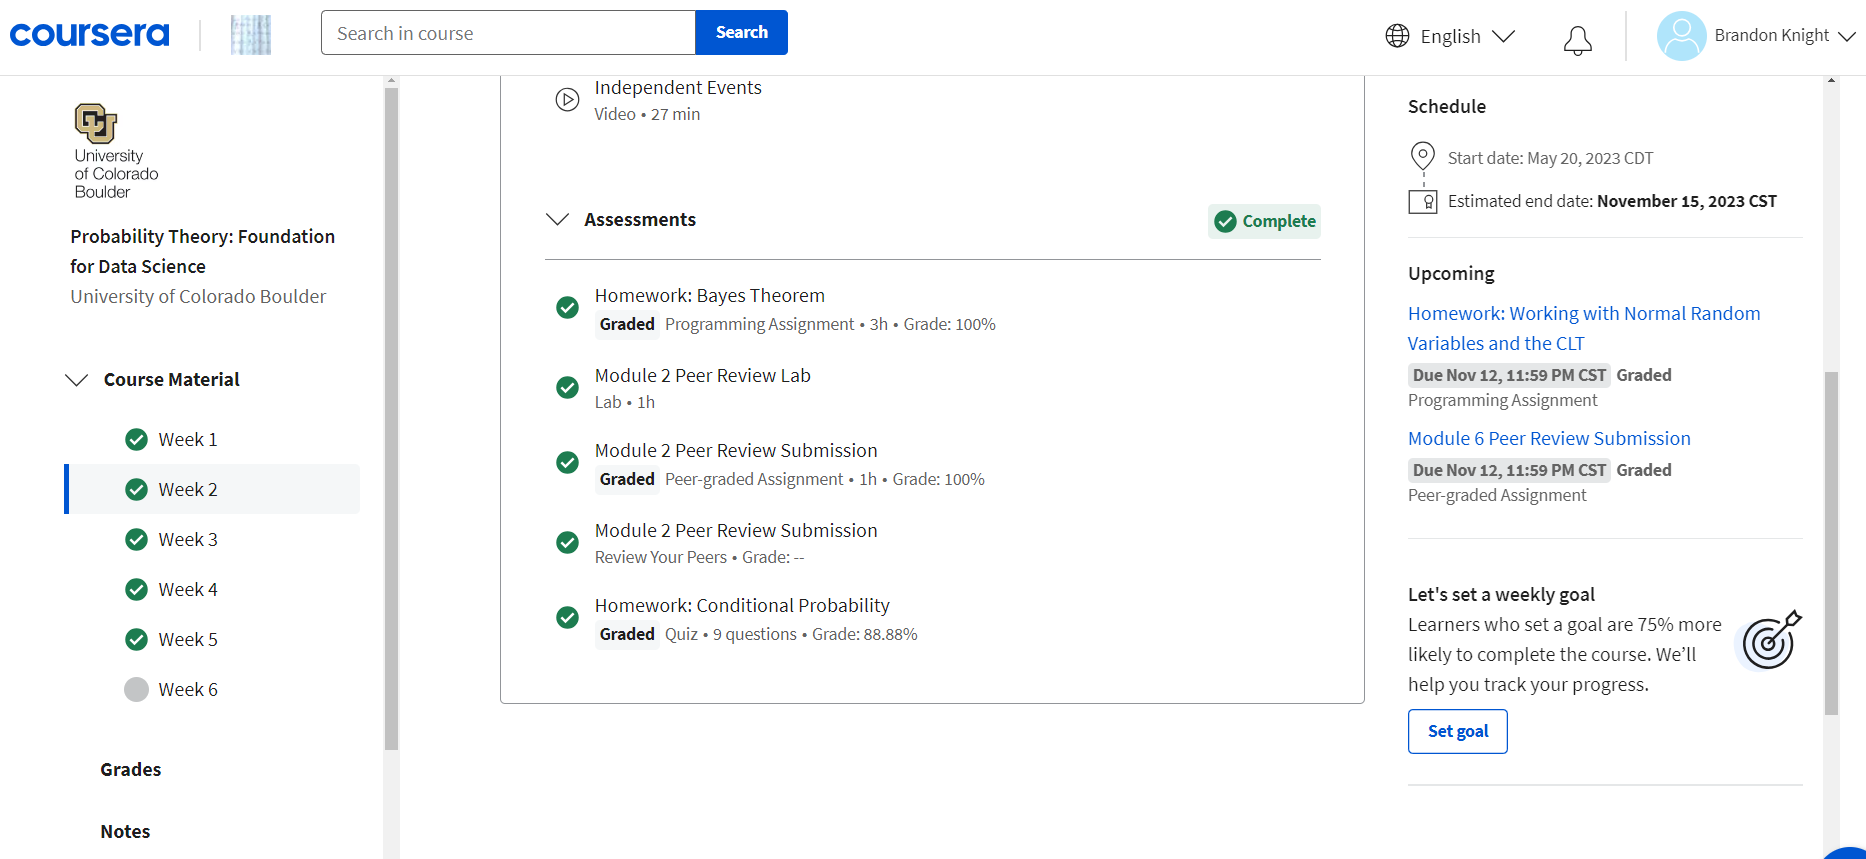 coursera
Search in course
Search
English
Brandon Knight
CU
University
of Colorado
Boulder
Probability Theory: Foundation
for Data Science
University of Colorado Boulder
Course Material
Week 1
Week 2
Week 3
Week 4
Week 5
Week 6
Grades
Notes
Independent Events
Video • 27 min
Assessments
Complete
Homework: Bayes Theorem
Graded Programming Assignment • 3h • Grade: 100%
Module 2 Peer Review Lab
Lab • 1h
Module 2 Peer Review Submission
Graded Peer-graded Assignment • 1h • Grade: 100%
Module 2 Peer Review Submission
Review Your Peers • Grade: --
Homework: Conditional Probability
Graded Quiz • 9 questions • Grade: 88.88%
Schedule
Start date: May 20, 2023 CDT
Estimated end date: November 15, 2023 CST
Upcoming
Homework: Working with Normal Random
Variables and the CLT
Due Nov 12, 11:59 PM CST Graded
Programming Assignment
Module 6 Peer Review Submission
Due Nov 12, 11:59 PM CST Graded
Peer-graded Assignment
Let's set a weekly goal
Learners who set a goal are 75% more
likely to complete the course. We’ll
help you track your progress.
Set goal